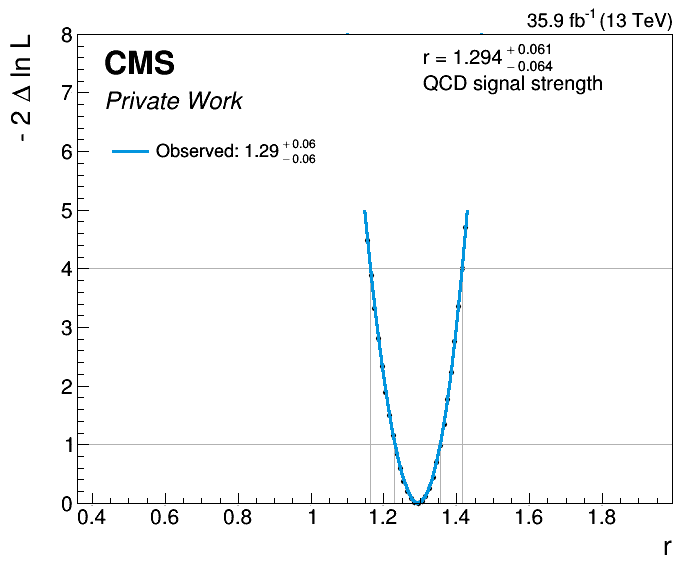 35.9 fb⁻¹ (13 TeV)
CMS
Private Work
r = 1.294 +0.061 −0.064
QCD signal strength
Observed: 1.29 +0.06 −0.06
- 2 Δ ln L
8
7
6
5
4
3
2
1
0
0.4 0.6 0.8 1 1.2 1.4 1.6 1.8
r